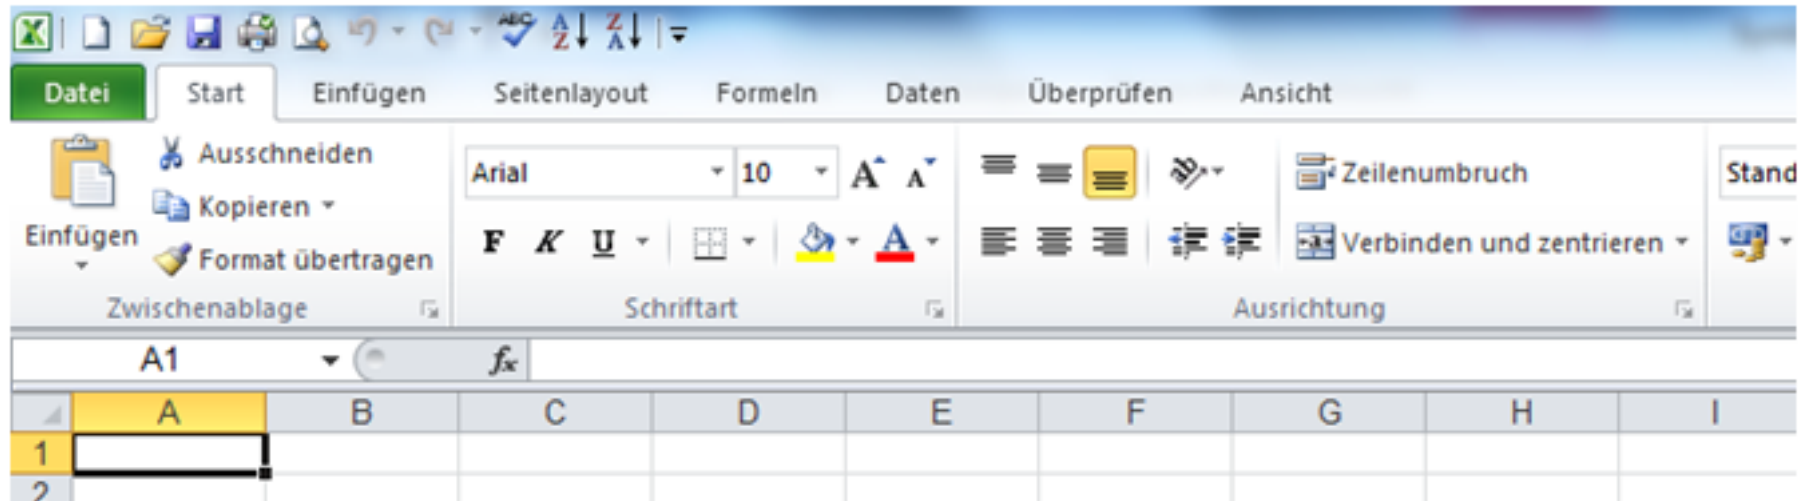 Datei Start Einfügen Seitenlayout Formeln Daten Überprüfen Ansicht
Einfügen
Ausschneiden
Kopieren
Format übertragen
Zwischenablage
Arial 10 A A
F K U A
Schriftart
Zeilenumbruch
Verbinden und zentrieren
Ausrichtung
Stand
A1 fx
A B C D E F G H I
1
2